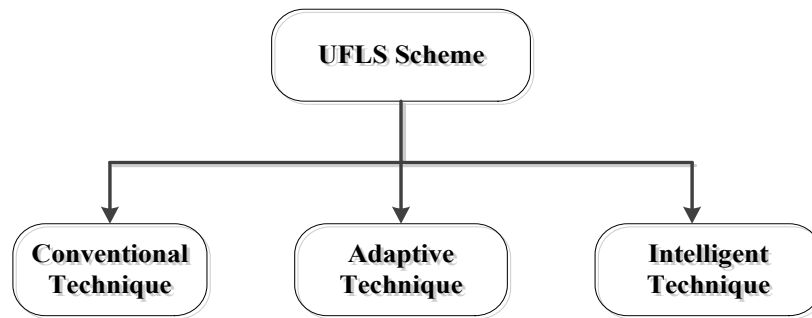 UFLS Scheme
Conventional
Technique
Adaptive
Technique
Intelligent
Technique